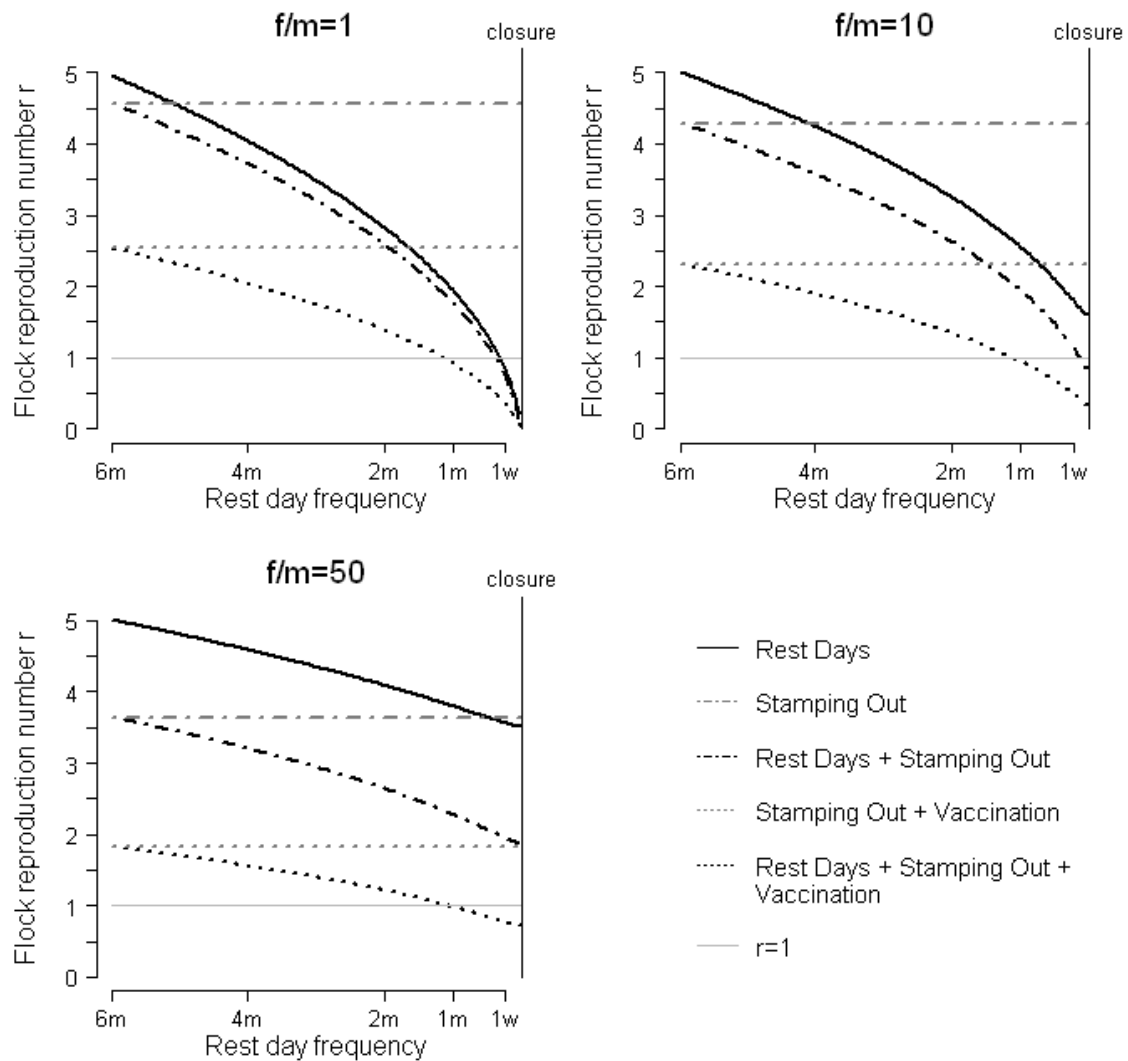 f/m=1
closure
5
4
3
2
1
0
Flock reproduction number r
6m 4m 2m 1m 1w
Rest day frequency
f/m=10
closure
5
4
3
2
1
0
Flock reproduction number r
6m 4m 2m 1m 1w
Rest day frequency
f/m=50
closure
5
4
3
2
1
0
Flock reproduction number r
6m 4m 2m 1m 1w
Rest day frequency
Rest Days
Stamping Out
Rest Days + Stamping Out
Stamping Out + Vaccination
Rest Days + Stamping Out +
Vaccination
r=1